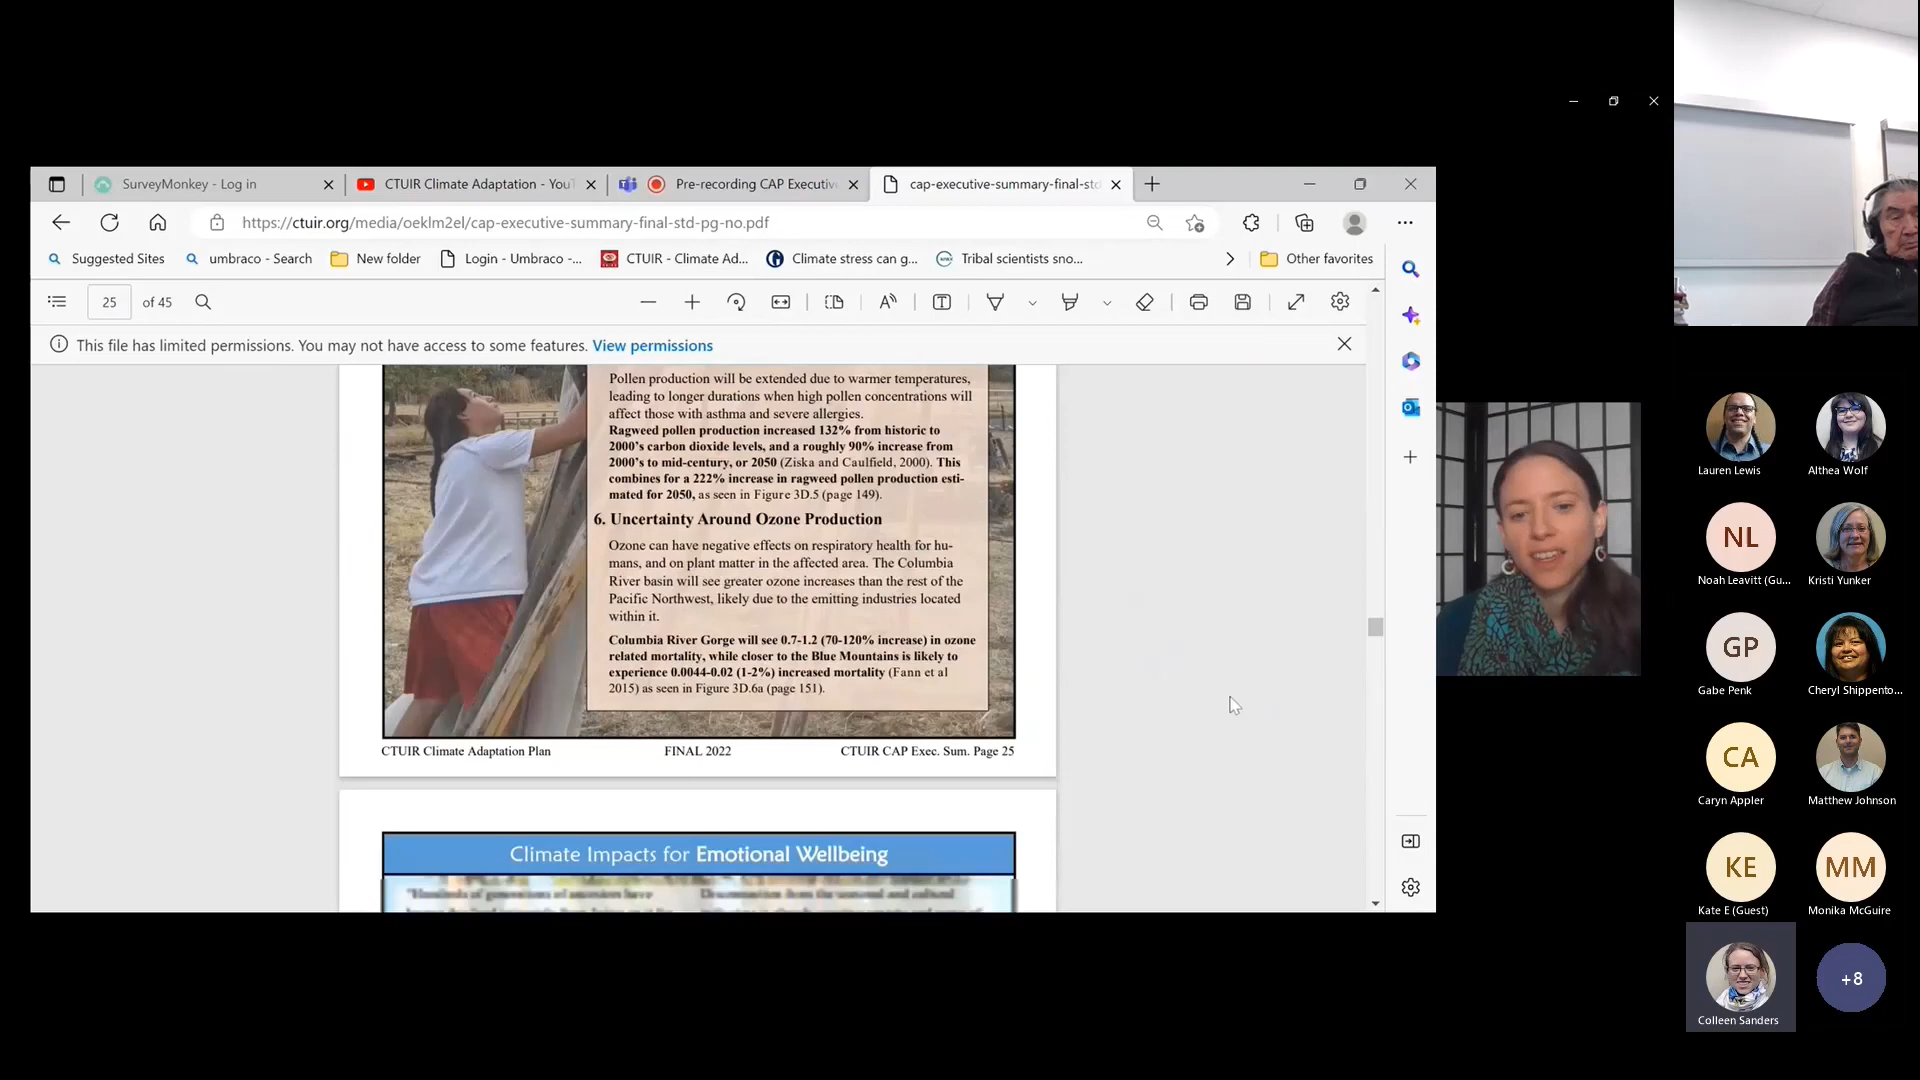 SurveyMonkey - Log in
CTUIR Climate Adaptation - YouT
Pre-recording CAP Executiv
cap-executive-summary-final-std
https://ctuir.org/media/oeklm2el/cap-executive-summary-final-std-pg-no.pdf
Suggested Sites
umbraco - Search
New folder
Login - Umbraco -...
CTUIR - Climate Ad...
Climate stress can g...
Tribal scientists sno...
Other favorites
25 of 45
This file has limited permissions. You may not have access to some features. View permissions
Pollen production will be extended due to warmer temperatures,
leading to longer durations when high pollen concentrations will
affect those with asthma and severe allergies.
Ragweed pollen production increased 132% from historic to
2000's carbon dioxide levels, and a roughly 90% increase from
2000's to mid-century, or 2050 (Ziska and Caulfield, 2000). This
combines for a 222% increase in ragweed pollen production esti-
mated for 2050, as seen in Figure 3D.5 (page 149).
6. Uncertainty Around Ozone Production
Ozone can have negative effects on respiratory health for hu-
mans, and on plant matter in the affected area. The Columbia
River basin will see greater ozone increases than the rest of the
Pacific Northwest, likely due to the emitting industries located
within it.
Columbia River Gorge will see 0.7-1.2 (70-120% increase) in ozone
related mortality, while closer to the Blue Mountains is likely to
experience 0.0044-0.02 (1-2%) increased mortality (Fann et al
2015) as seen in Figure 3D.6a (page 151).
CTUIR Climate Adaptation Plan
FINAL 2022
CTUIR CAP Exec. Sum. Page 25
Climate Impacts for Emotional Wellbeing
"Hundreds of generations of ancestors have
Lauren Lewis
Althea Wolf
NL
Noah Leavitt (Gu...
Kristi Yunker
GP
Gabe Penk
Cheryl Shippento...
CA
Caryn Appler
Matthew Johnson
KE
Kate E (Guest)
MM
Monika McGuire
Colleen Sanders
+8